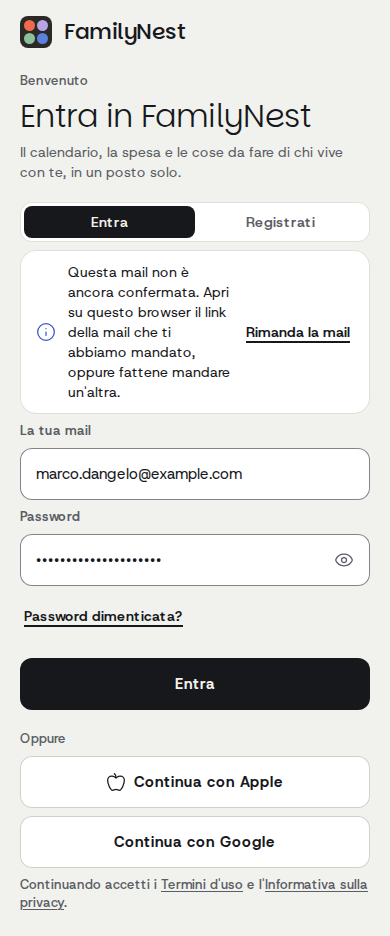 FamilyNest
Benvenuto
Entra in FamilyNest
Il calendario, la spesa e le cose da fare di chi vive
con te, in un posto solo.
Entra
Registrati
Questa mail non è
ancora confermata. Apri
su questo browser il link
della mail che ti
abbiamo mandato,
oppure fattene mandare
un'altra.
Rimanda la mail
La tua mail
marco.dangelo@example.com
Password
•••••••••••••••••••••
Password dimenticata?
Entra
Oppure
Continua con Apple
Continua con Google
Continuando accetti i Termini d'uso e l'Informativa sulla
privacy.